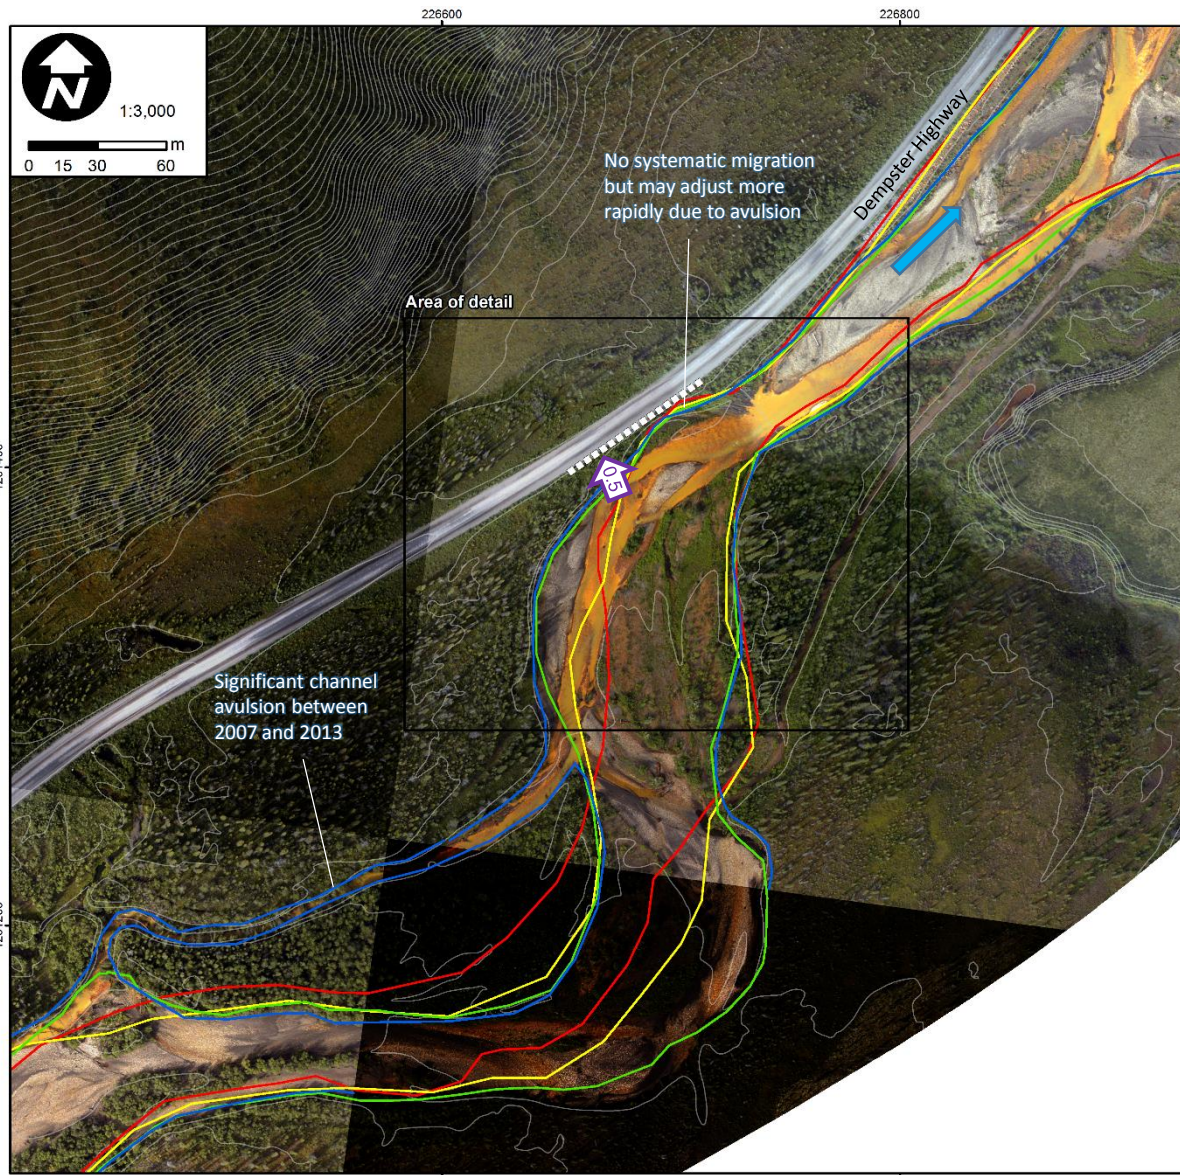 226600
226800
N
1:3,000
m
0 15 30 60
No systematic migration
but may adjust more
rapidly due to avulsion
Dempster Highway
Area of detail
0.5
Significant channel
avulsion between
2007 and 2013